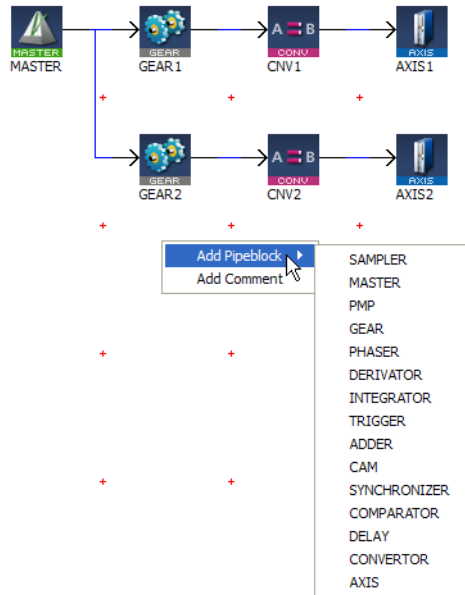 A B
MASTER GEAR CONV AXIS
MASTER GEAR1 CNV1 AXIS1
A B
GEAR CONV AXIS
GEAR2 CNV2 AXIS2
Add Pipeblock
Add Comment
SAMPLER
MASTER
PMP
GEAR
PHASER
DERIVATOR
INTEGRATOR
TRIGGER
ADDER
CAM
SYNCHRONIZER
COMPARATOR
DELAY
CONVERTOR
AXIS